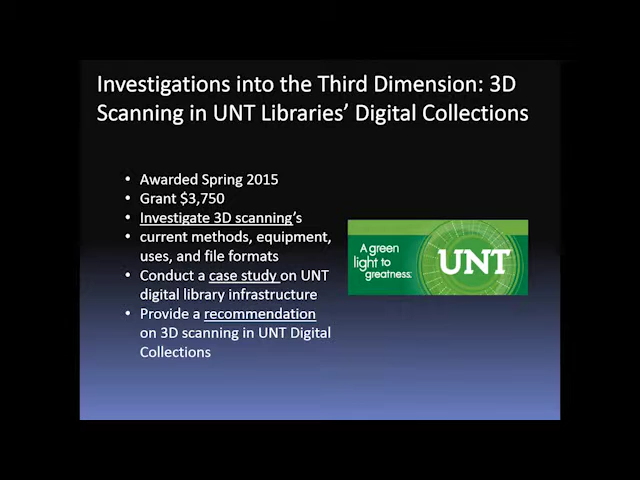 Investigations into the Third Dimension: 3D
Scanning in UNT Libraries' Digital Collections
• Awarded Spring 2015
• Grant $3,750
• Investigate 3D scanning's
• current methods, equipment,
uses, and file formats
• Conduct a case study on UNT
digital library infrastructure
• Provide a recommendation
on 3D scanning in UNT Digital
Collections
A green
light to
greatness:
UNT